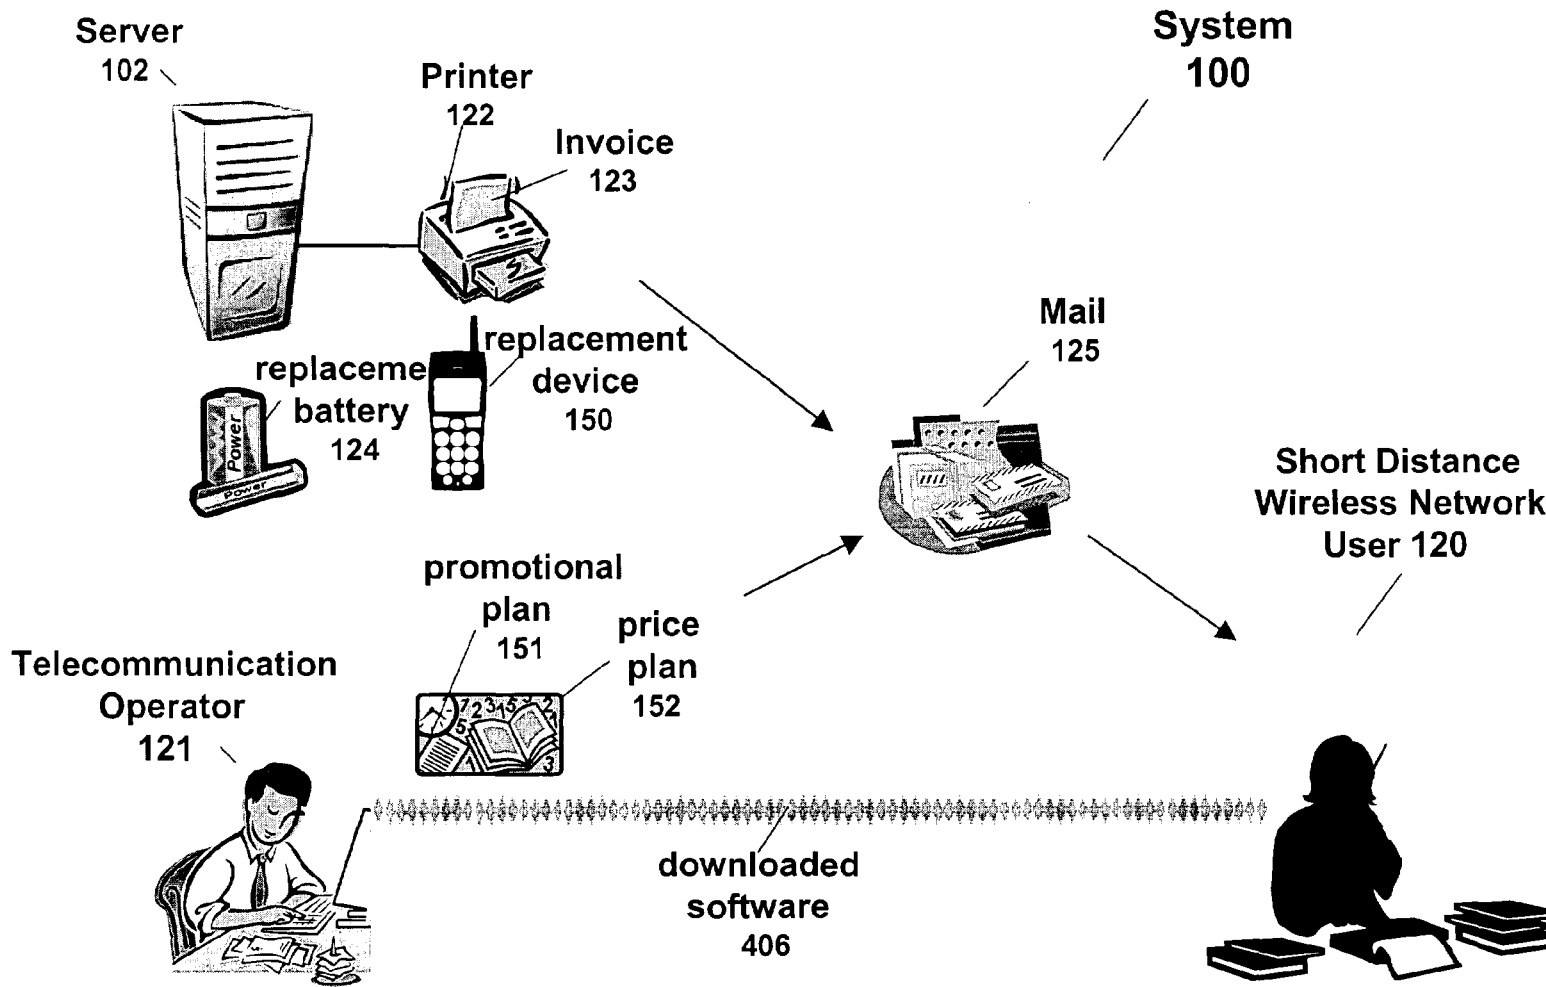 Server
102
Printer
122
Invoice
123
System
100
Mail
125
replacement
device
150
replaceme
battery
124
Power
Power
Short Distance
Wireless Network
User 120
promotional
plan
151
price
plan
152
Telecommunication
Operator
121
downloaded
software
406